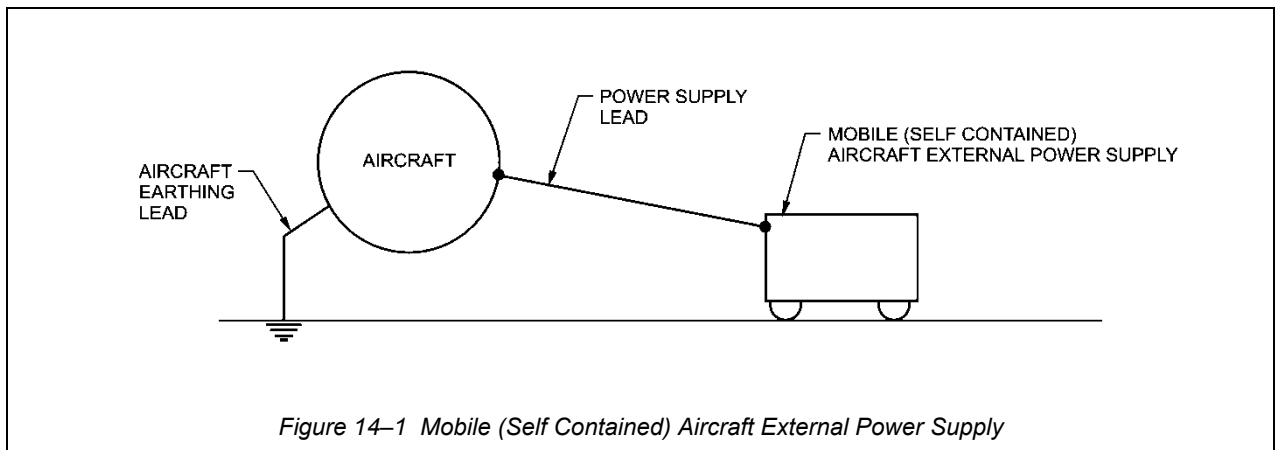 POWER SUPPLY
LEAD
MOBILE (SELF CONTAINED)
AIRCRAFT EXTERNAL POWER SUPPLY
AIRCRAFT
AIRCRAFT
EARTHING
LEAD
Figure 14–1 Mobile (Self Contained) Aircraft External Power Supply